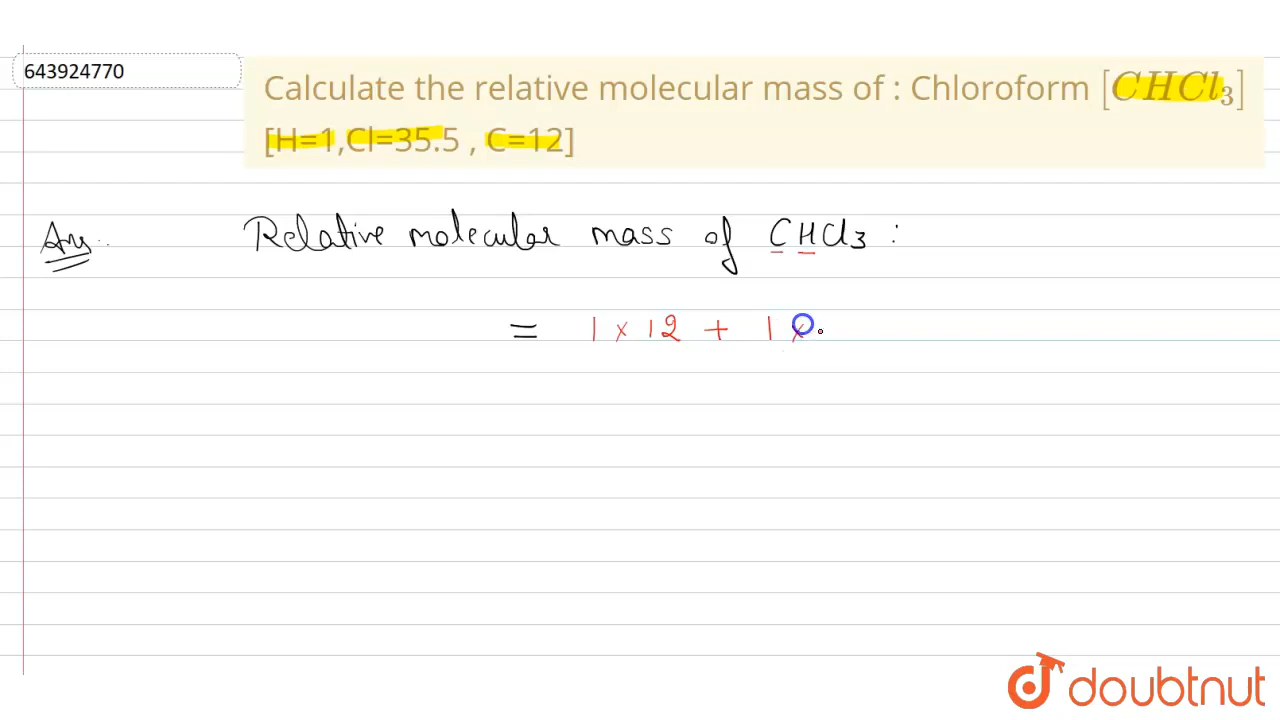 643924770
Calculate the relative molecular mass of : Chloroform [CHCl₃]
[H=1,Cl=35.5 , C=12]
Ans:- Relative molecular mass of CHCl3 :
= 1 × 12 + 1 ×
doubtnut